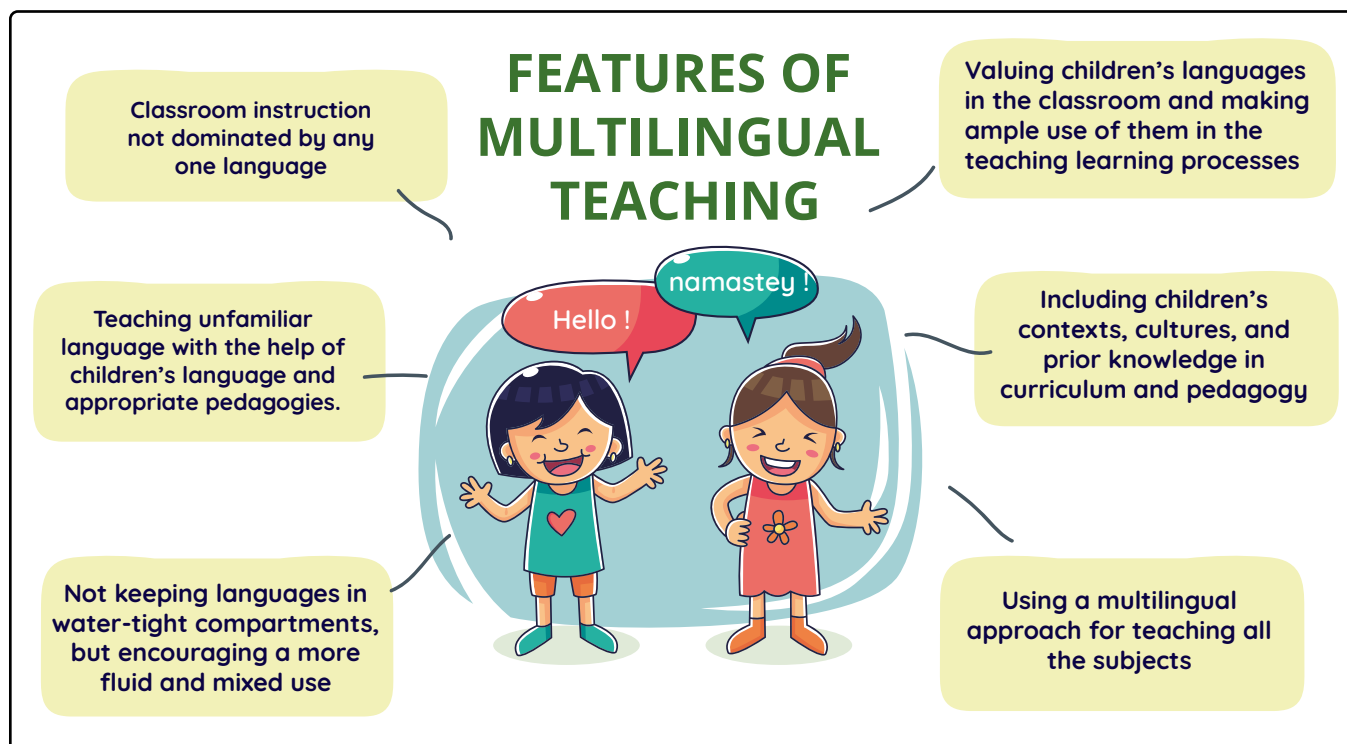 FEATURES OF
MULTILINGUAL
TEACHING
Classroom instruction
not dominated by any
one language
Teaching unfamiliar
language with the help of
children’s language and
appropriate pedagogies.
Not keeping languages in
water-tight compartments,
but encouraging a more
fluid and mixed use
Hello !
namastey !
Valuing children’s languages
in the classroom and making
ample use of them in the
teaching learning processes
Including children’s
contexts, cultures, and
prior knowledge in
curriculum and pedagogy
Using a multilingual
approach for teaching all
the subjects